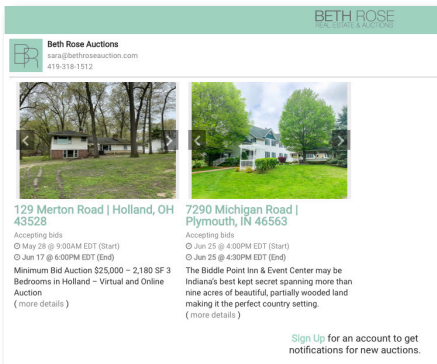 BETH ROSE
REAL ESTATE & AUCTIONS
BR
Beth Rose Auctions
sara@bethroseauction.com
419-318-1512
129 Merton Road | Holland, OH
43528
Accepting bids
May 28 @ 9:00AM EDT (Start)
Jun 17 @ 6:00PM EDT (End)
Minimum Bid Auction $25,000 – 2,180 SF 3
Bedrooms in Holland – Virtual and Online
Auction
( more details )
7290 Michigan Road |
Plymouth, IN 46563
Accepting bids
Jun 25 @ 4:00PM EDT (Start)
Jun 25 @ 4:30PM EDT (End)
The Biddle Point Inn & Event Center may be
Indiana's best kept secret spanning more than
nine acres of beautiful, partially wooded land
making it the perfect country setting.
( more details )
Sign Up for an account to get
notifications for new auctions.